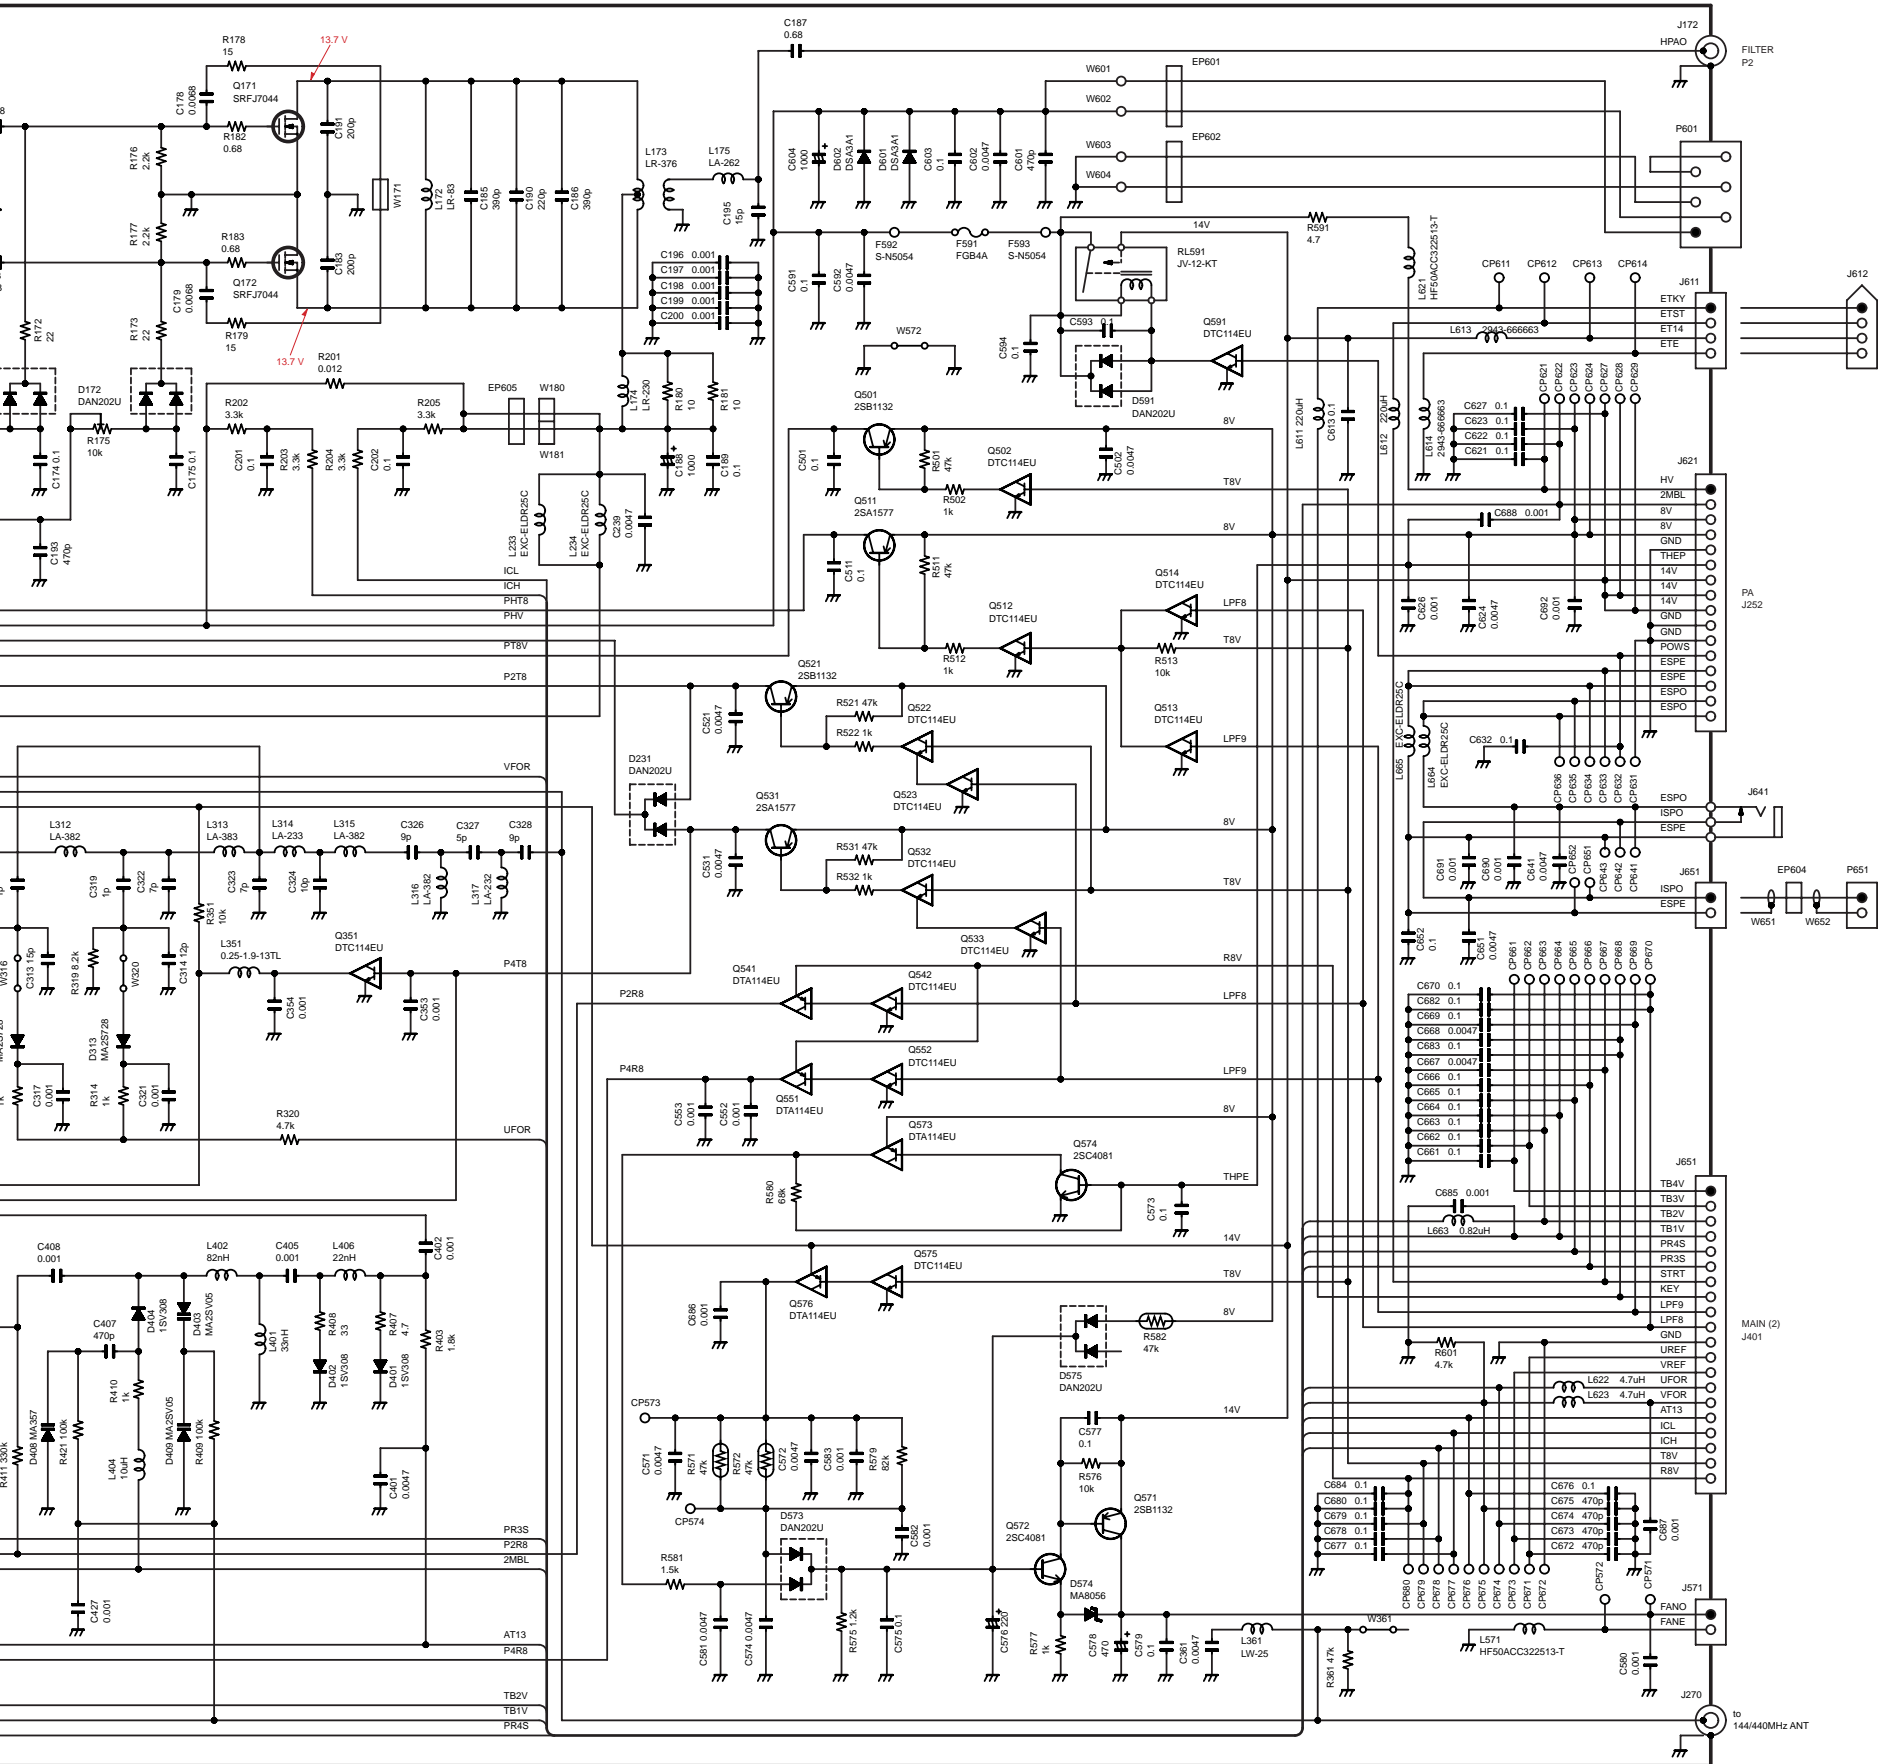 C187
0.68
J172
HPAO
FILTER
P2
R178
15
13.7 V
Q171
SRFJ7044
C178
0.0068
R182
0.68
C191
200p
R176
2.2k
R177
2.2k
R183
0.68
Q172
SRFJ7044
C179
0.0068
C183
200p
R179
15
13.7 V
W171
L172
LR-83
C185
390p
C190
220p
C186
390p
L173
LR-376
L175
LA-262
C195
15p
W601
W602
W603
W604
EP601
EP602
P601
C604
1000
D602
DSA3A1
D601
DSA3A1
C603
0.1
C602
0.0047
C601
470p
C196 0.001
C197 0.001
C198 0.001
C199 0.001
C200 0.001
C591
0.1
C592
0.0047
F592
S-N5054
F591
FGB4A
F593
S-N5054
14V
RL591
JV-12-KT
R591
4.7
L621
HF50ACC322513-T
W572
C594
0.1
C593 0.1
Q591
DTC114EU
D591
DAN202U
CP611
CP612
CP613
CP614
J611
J612
ETKY
ETST
ET14
ETE
L613 2943-666663
CP621
CP622
CP623
CP624
CP627
CP628
CP629
L611 220uH
C613 0.1
L612 220uH
L614
2943-666663
C627 0.1
C623 0.1
C622 0.1
C621 0.1
R172
22
R173
22
D172
DAN202U
R175
10k
C174 0.1
C175 0.1
C193
470p
R201
0.012
R202
3.3k
R205
3.3k
C201
0.1
R203
3.3k
R204
3.3k
C202
0.1
EP605
W180
W181
L174
LR-230
R180
10
R181
10
C188
1000
C189
0.1
L233
EXC-ELDR25C
L234
EXC-ELDR25C
C239
0.0047
Q501
2SB1132
C501
0.1
R501
47k
Q502
DTC114EU
R502
1k
C502
0.0047
8V
T8V
Q511
2SA1577
C511
0.1
R511
47k
Q512
DTC114EU
R512
1k
Q514
DTC114EU
R513
10k
Q513
DTC114EU
8V
LPF8
T8V
LPF9
J621
HV
2MBL
8V
8V
GND
THEP
14V
14V
14V
GND
GND
POWS
ESPE
ESPE
ESPO
ESPO
PA
J252
C688 0.001
C626
0.001
C624
0.0047
C692
0.001
ICL
ICH
PHT8
PHV
PT8V
P2T8
VFOR
Q521
2SB1132
C521
0.0047
R521 47k
R522 1k
Q522
DTC114EU
Q523
DTC114EU
D231
DAN202U
Q531
2SA1577
C531
0.0047
R531 47k
R532 1k
Q532
DTC114EU
Q533
DTC114EU
8V
T8V
R8V
L665 EXC-ELDR25C
L664
EXC-ELDR25C
C632 0.1
CP636
CP635
CP634
CP633
CP632
CP631
J641
ESPO
ISPO
ESPE
C691
0.001
C690
0.001
C641
0.0047
CP652
CP651
CP643
CP642
CP641
J651
ISPO
ESPE
EP604
P651
W651
W652
C652
0.1
C651
0.0047
L312
LA-382
L313
LA-383
L314
LA-233
L315
LA-382
C326
9p
C327
5p
C328
9p
C319
1p
C322
7p
C323
7p
C324
10p
L316
LA-382
L317
LA-232
R351
10k
L351
0.25-1.9-13TL
Q351
DTC114EU
C354
0.001
C353
0.001
P4T8
W316
C313 15p
R319 8.2k
W320
C314 12p
D313
MA2S728
C317
0.001
R314
1k
C321
0.001
R320
4.7k
UFOR
Q541
DTA114EU
Q542
DTC114EU
P2R8
LPF8
Q551
DTA114EU
Q552
DTC114EU
P4R8
LPF9
C553
0.001
C552
0.001
Q573
DTA114EU
8V
Q574
2SC4081
R580
68k
THPE
C573
0.1
CP661
CP662
CP663
CP664
CP665
CP666
CP667
CP668
CP669
CP670
C670 0.1
C682 0.1
C669 0.1
C668 0.0047
C683 0.1
C667 0.0047
C666 0.1
C665 0.1
C664 0.1
C663 0.1
C662 0.1
C661 0.1
J651
TB4V
TB3V
TB2V
TB1V
PR4S
PR3S
STRT
KEY
LPF9
LPF8
GND
UREF
VREF
UFOR
VFOR
AT13
ICL
ICH
T8V
R8V
MAIN (2)
J401
C685 0.001
L663 0.82uH
R601
4.7k
L622 4.7uH
L623 4.7uH
C408
0.001
L402
82nH
C405
0.001
L406
22nH
C402
0.001
D404
1SV308
D403
MA2SV05
L401
33nH
R408
33
R407
4.7
R403
1.8k
D402
1SV308
D401
1SV308
C407
470p
R410
1k
R411 330k
D408 MA357
R421 100k
L404
10uH
D409 MA2SV05
R409 100k
C401
0.0047
C427
0.001
14V
Q576
DTA114EU
Q575
DTC114EU
T8V
C686
0.001
D575
DAN202U
R582
47k
8V
CP573
C571
0.0047
R571
47k
R572
47k
C572
0.0047
C583
0.001
R579
82k
CP574
D573
DAN202U
C582
0.001
R581
1.5k
C581 0.0047
C574 0.0047
R575 1.2k
C575 0.1
C576 220
14V
C577
0.1
R576
10k
Q571
2SB1132
Q572
2SC4081
D574
MA8056
R577
1k
C578
470
C579
0.1
C361
0.0047
L361
LW-25
R361 47k
W361
C684 0.1
C680 0.1
C679 0.1
C678 0.1
C677 0.1
C676 0.1
C675 470p
C674 470p
C673 470p
C672 470p
C687
0.001
CP680
CP679
CP678
CP677
CP676
CP675
CP674
CP673
CP671
CP672
CP572
CP571
J571
FANO
FANE
L571
HF50ACC322513-T
C580
0.001
PR3S
P2R8
2MBL
AT13
P4R8
TB2V
TB1V
PR4S
J270
to
144/440MHz ANT